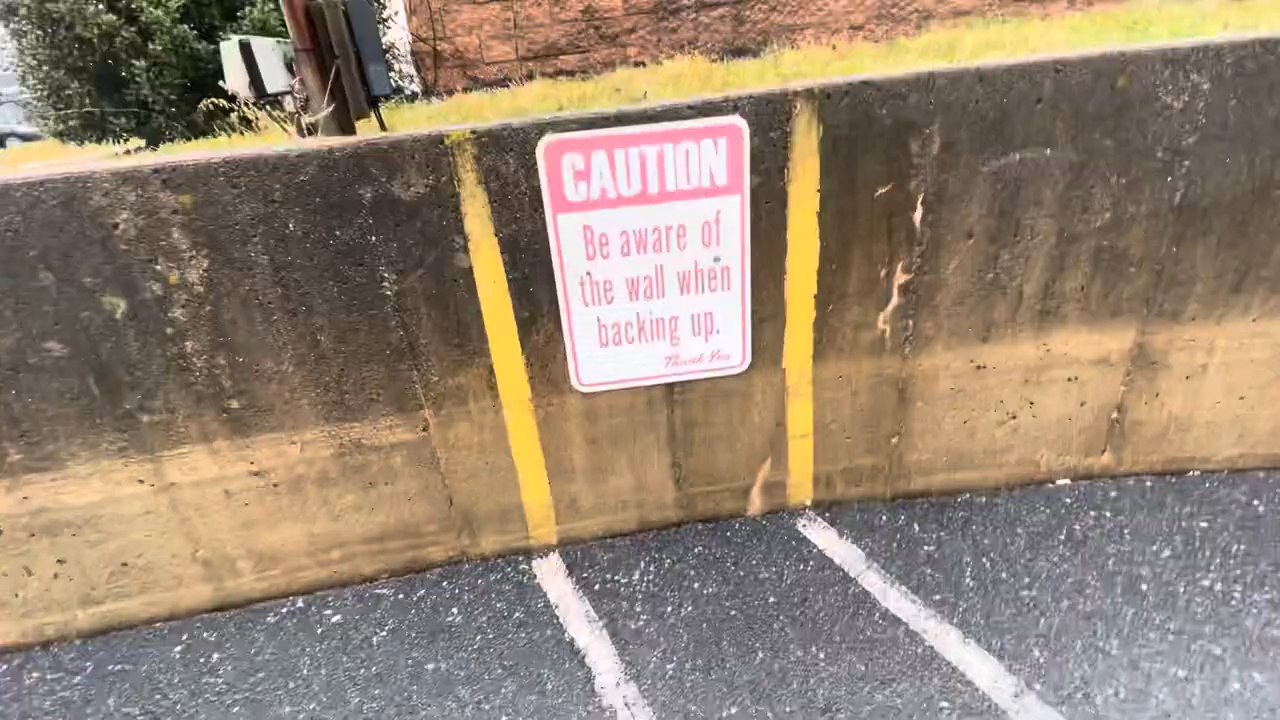 CAUTION
Be aware of
the wall when
backing up.
Thank You